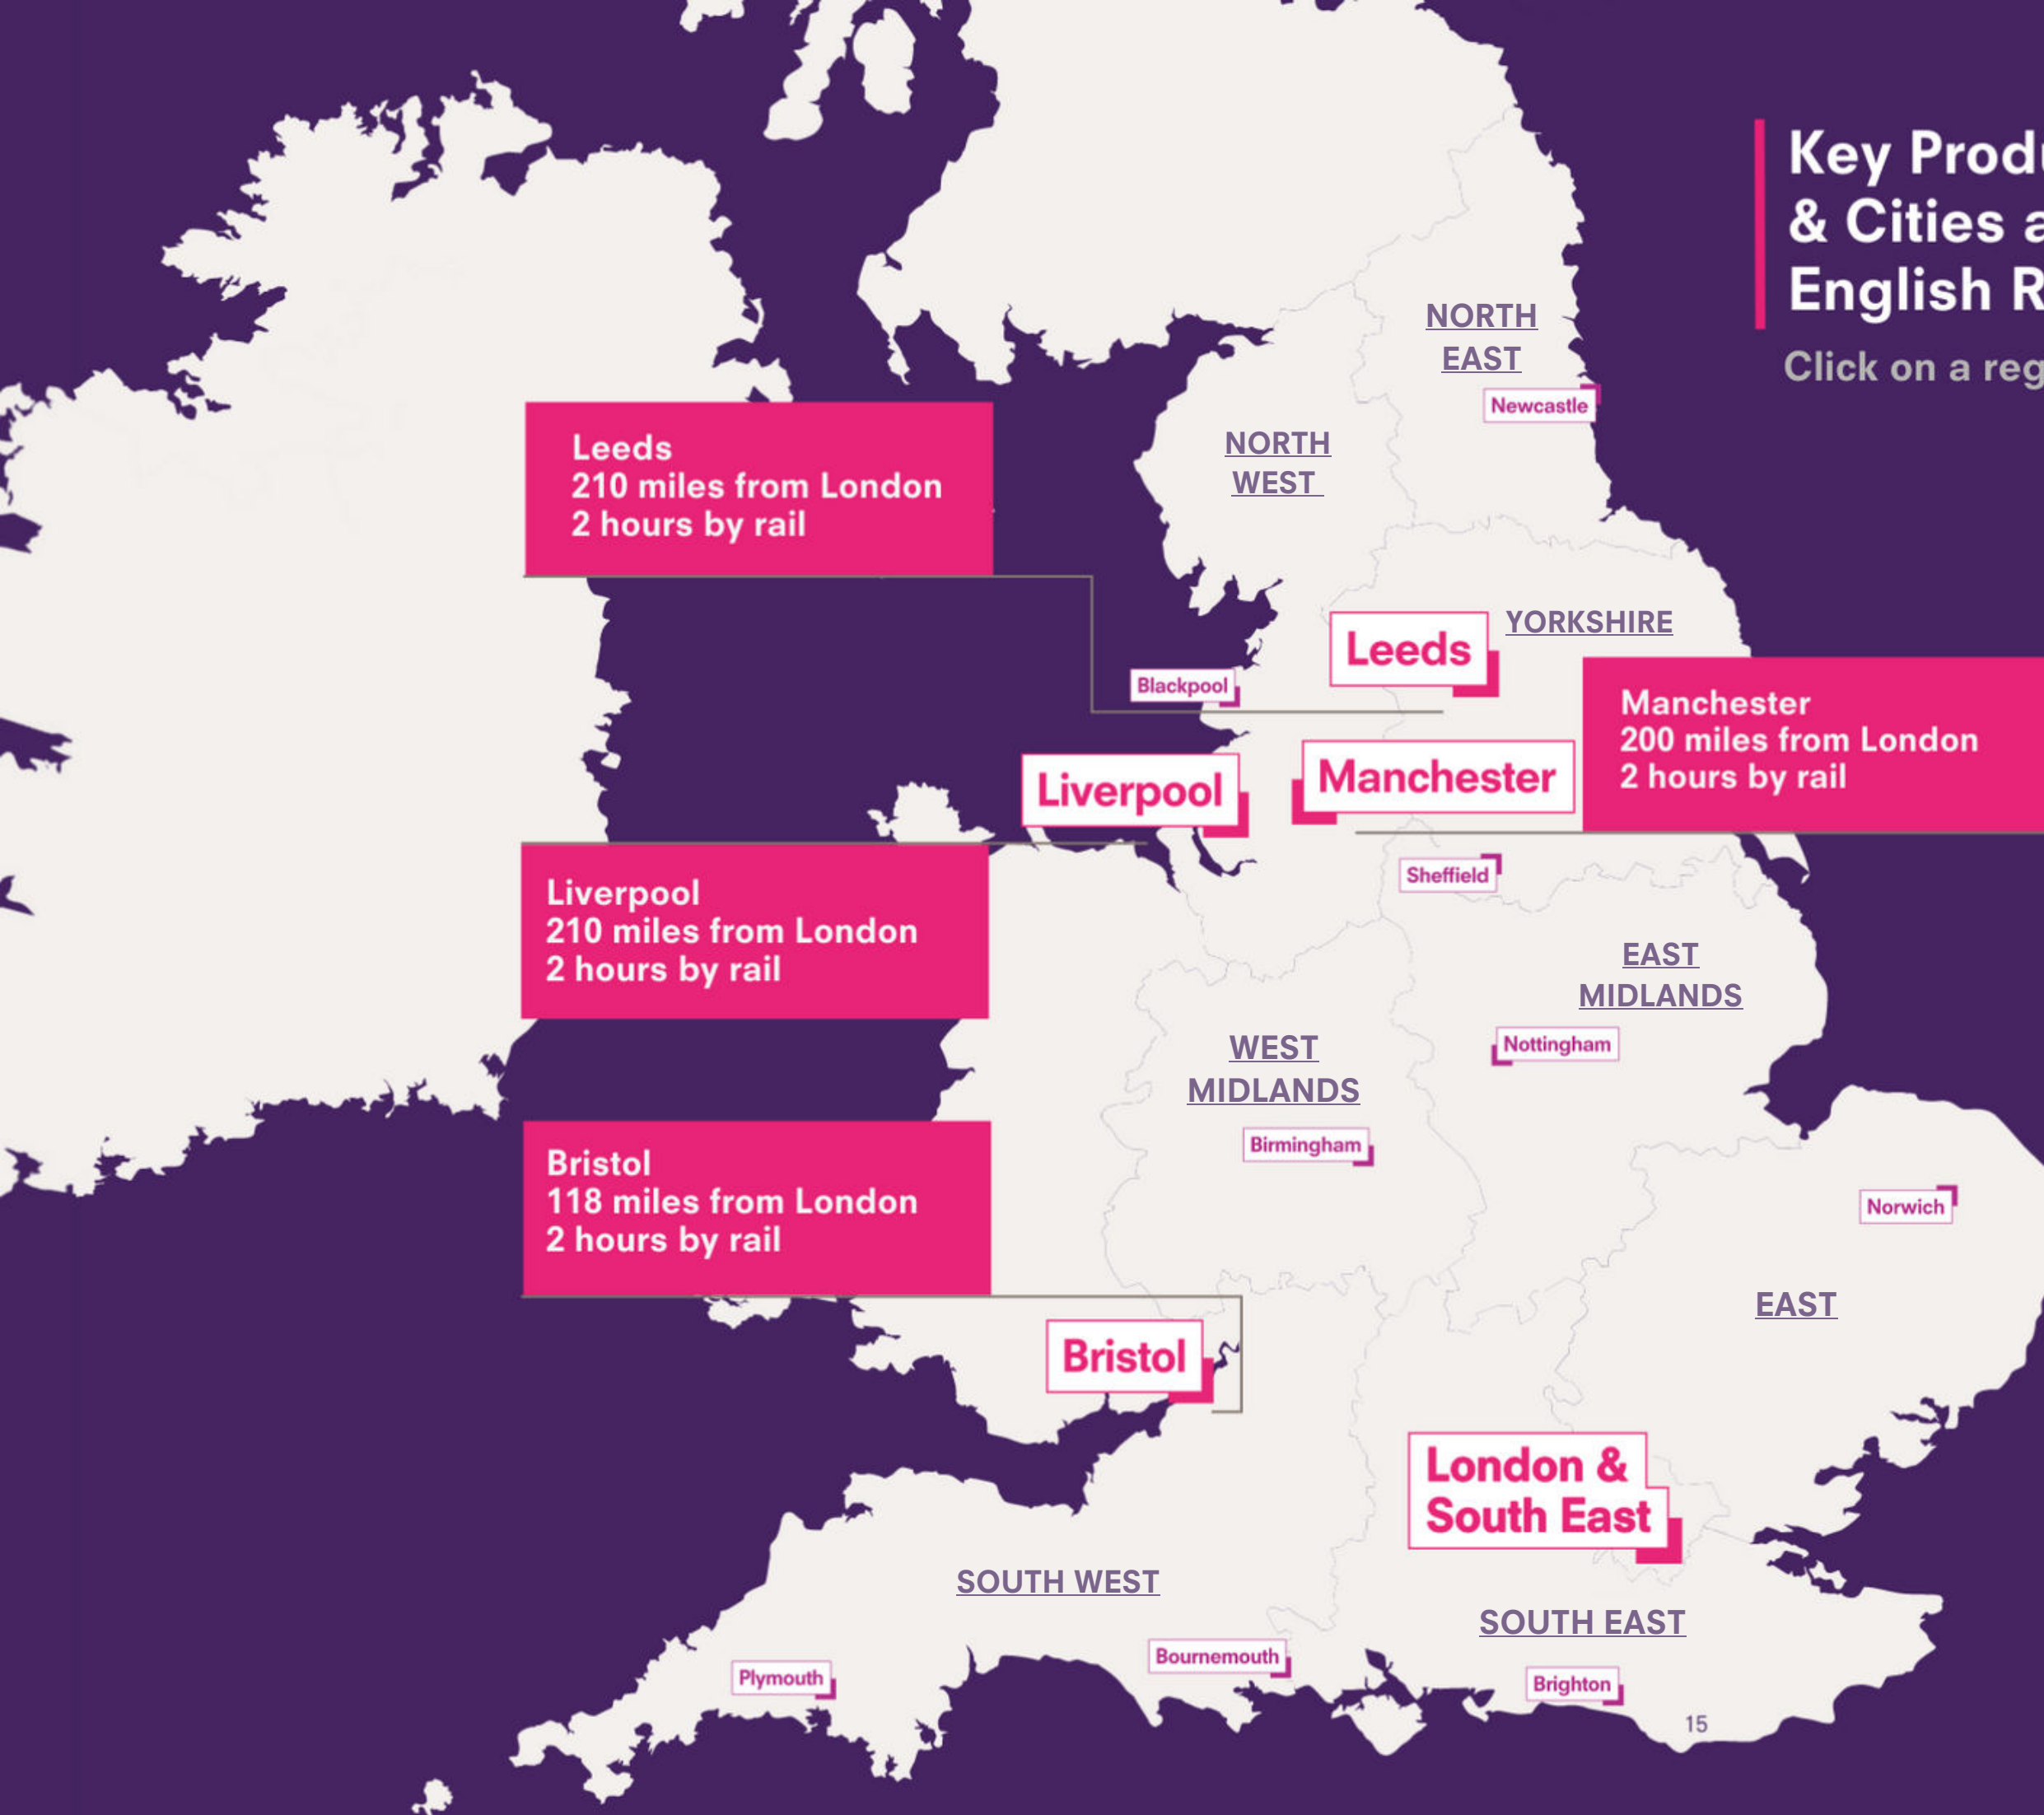 Key Prod
& Cities a
English R
Click on a reg
NORTH
EAST
Newcastle
NORTH
WEST
Leeds
210 miles from London
2 hours by rail
Leeds
YORKSHIRE
Blackpool
Manchester
200 miles from London
2 hours by rail
Liverpool
Manchester
Sheffield
Liverpool
210 miles from London
2 hours by rail
EAST
MIDLANDS
Nottingham
WEST
MIDLANDS
Birmingham
Bristol
118 miles from London
2 hours by rail
Norwich
EAST
Bristol
London &
South East
SOUTH WEST
SOUTH EAST
Bournemouth
Plymouth
Brighton
15